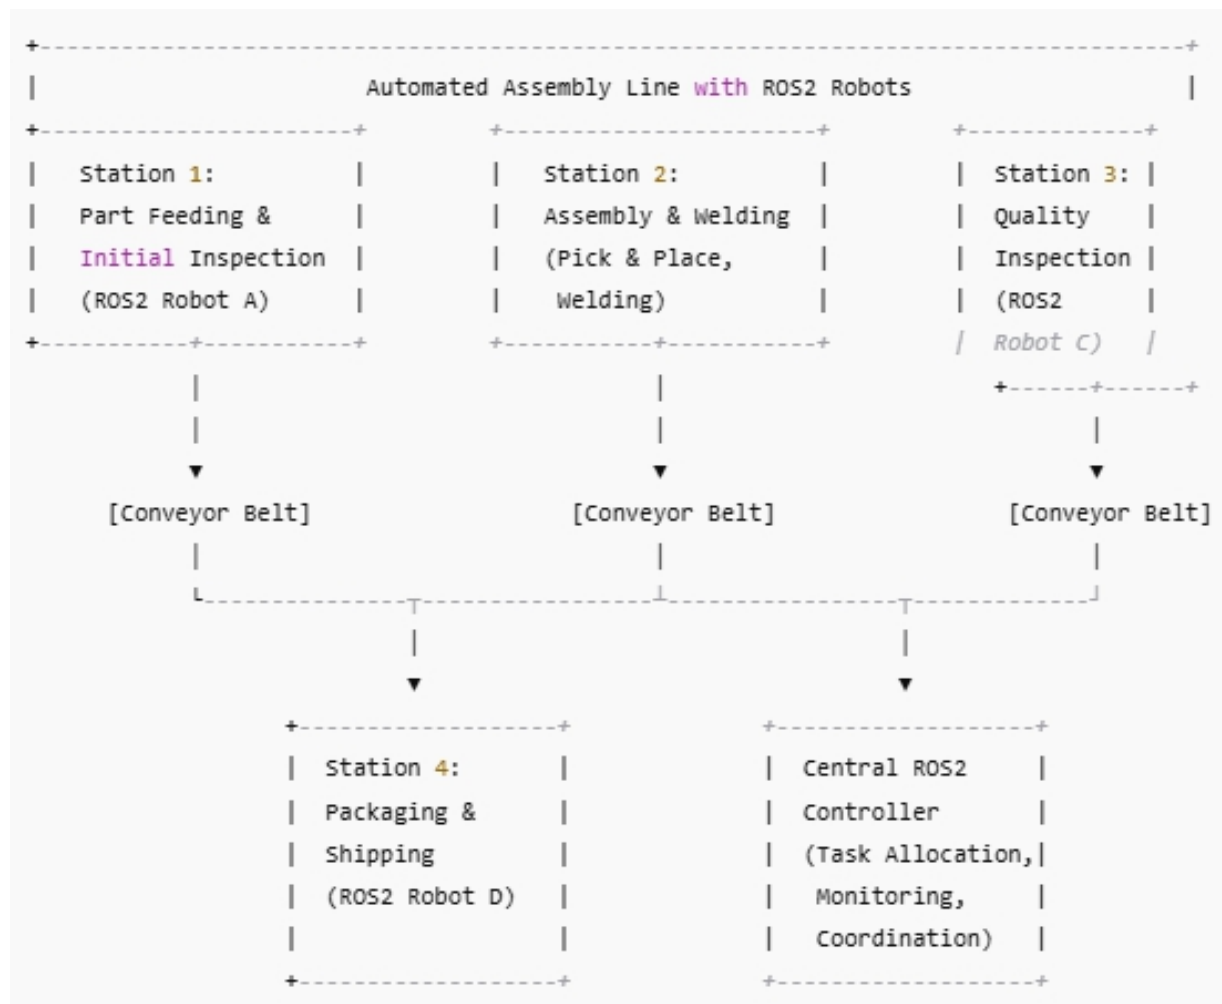 Automated Assembly Line with ROS2 Robots
Station 1:
Part Feeding &
Initial Inspection
(ROS2 Robot A)
Station 2:
Assembly & Welding
(Pick & Place,
Welding)
Station 3:
Quality
Inspection
(ROS2
Robot C)
[Conveyor Belt]
[Conveyor Belt]
[Conveyor Belt]
Station 4:
Packaging &
Shipping
(ROS2 Robot D)
Central ROS2
Controller
(Task Allocation,
Monitoring,
Coordination)